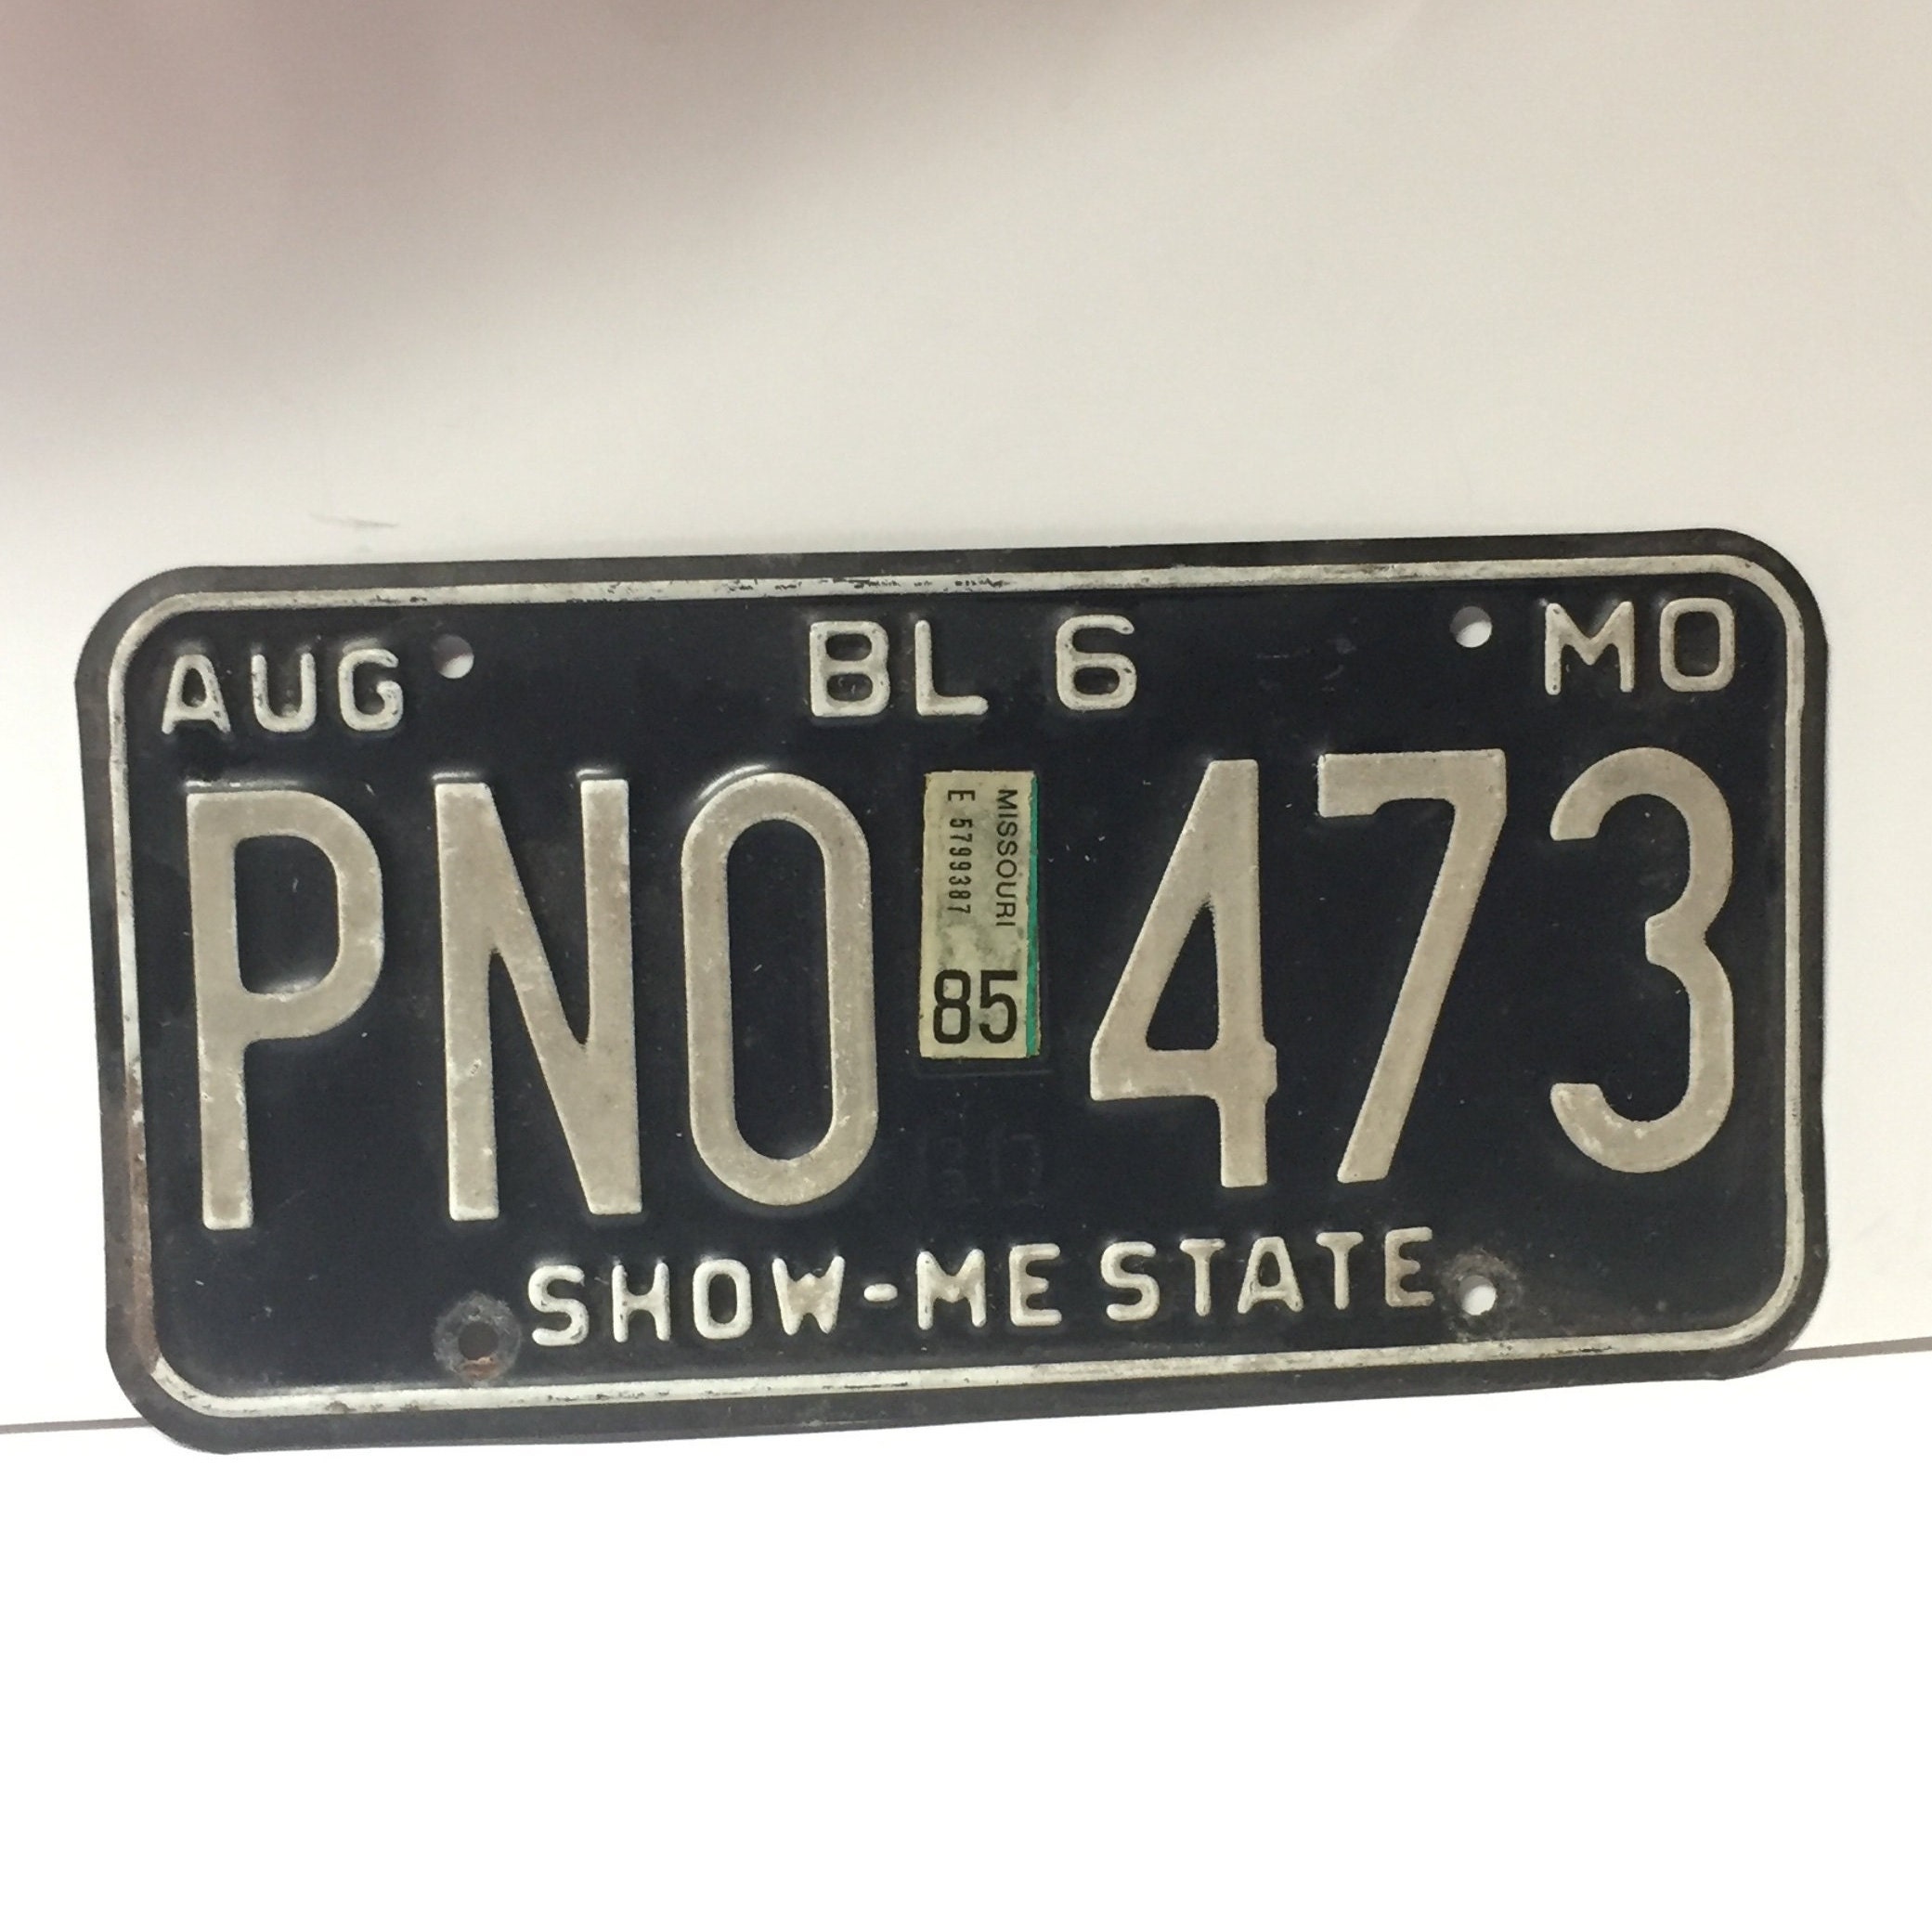 AUG BL 6 MO
PNO 473
MISSOURI
E 5799387
85
SHOW-ME STATE